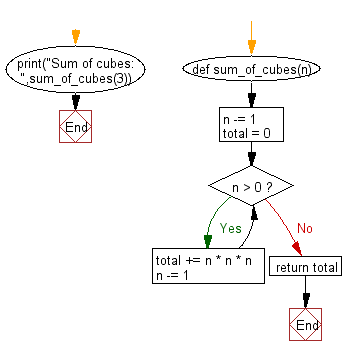 print("Sum of cubes:
",sum_of_cubes(3))
End
def sum_of_cubes(n)
n -= 1
total = 0
n > 0 ?
Yes
No
total += n * n * n
n -= 1
return total
End